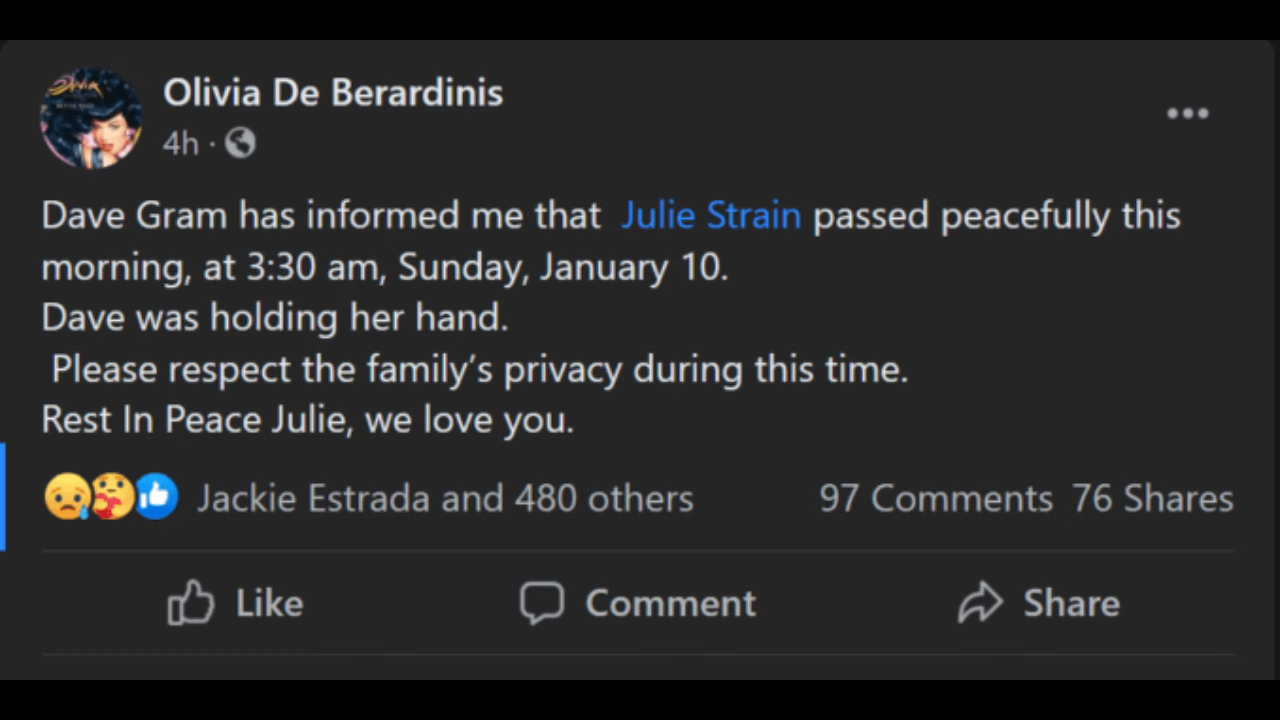 Olivia De Berardinis
4h ·
Dave Gram has informed me that Julie Strain passed peacefully this
morning, at 3:30 am, Sunday, January 10.
Dave was holding her hand.
Please respect the family’s privacy during this time.
Rest In Peace Julie, we love you.
Jackie Estrada and 480 others 97 Comments 76 Shares
Like Comment Share